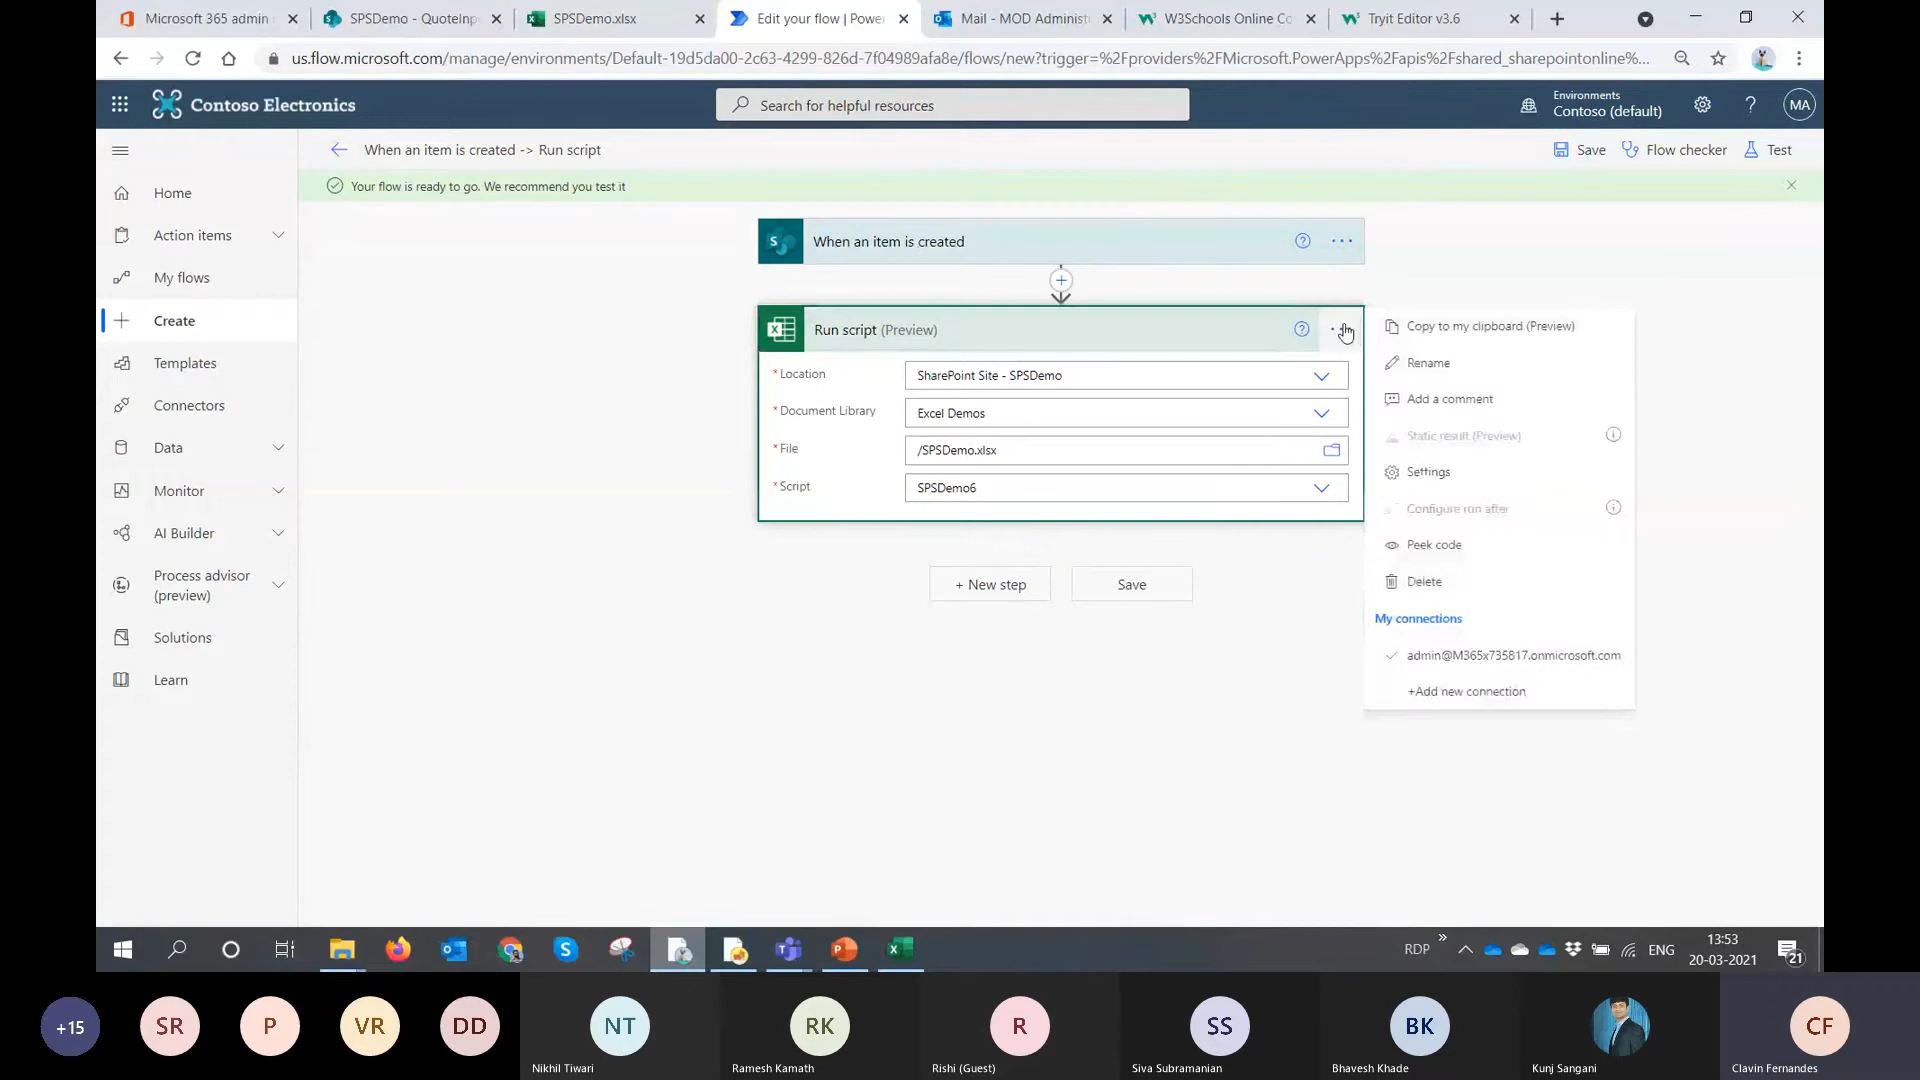 Microsoft 365 admin
SPSDemo - QuoteInp
SPSDemo.xlsx
Edit your flow | Power
Mail - MOD Administ
W3Schools Online Co
Tryit Editor v3.6
us.flow.microsoft.com/manage/environments/Default-19d5da00-2c63-4299-826d-7f04989afa8e/flows/new?trigger=%2Fproviders%2FMicrosoft.PowerApps%2Fapis%2Fshared_sharepointonline%...
Contoso Electronics
Search for helpful resources
Environments
Contoso (default)
?
MA
When an item is created -> Run script
Save
Flow checker
Test
Your flow is ready to go. We recommend you test it
Home
Action items
My flows
Create
Templates
Connectors
Data
Monitor
AI Builder
Process advisor
(preview)
Solutions
Learn
When an item is created
Run script (Preview)
* Location
SharePoint Site - SPSDemo
* Document Library
Excel Demos
* File
/SPSDemo.xlsx
* Script
SPSDemo6
+ New step
Save
Copy to my clipboard (Preview)
Rename
Add a comment
Static result (Preview)
Settings
Configure run after
Peek code
Delete
My connections
admin@M365x735817.onmicrosoft.com
+Add new connection
RDP
ENG
13:53
20-03-2021
21
+15
SR
P
VR
DD
NT
Nikhil Tiwari
RK
Ramesh Kamath
R
Rishi (Guest)
SS
Siva Subramanian
BK
Bhavesh Khade
Kunj Sangani
CF
Clavin Fernandes